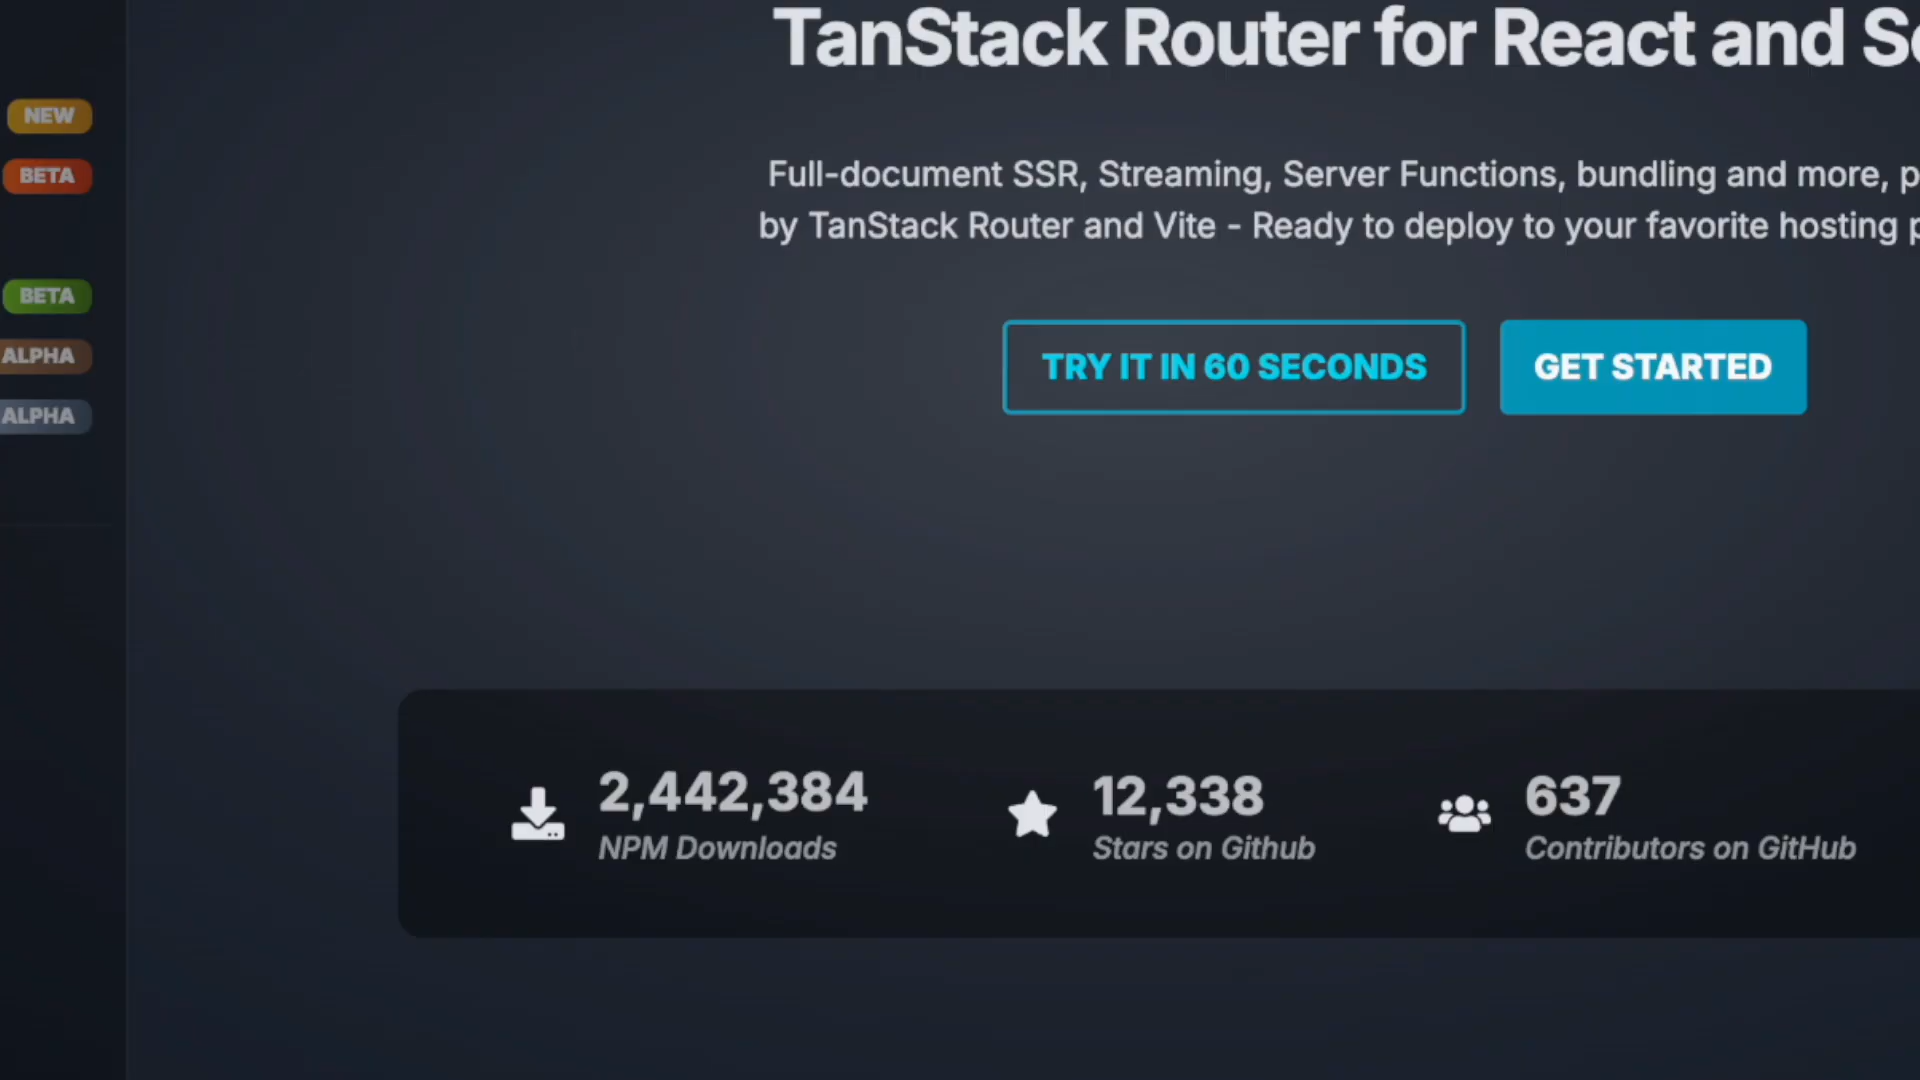 TanStack Router for React and
NEW
BETA
BETA
ALPHA
ALPHA
Full-document SSR, Streaming, Server Functions, bundling and more,
by TanStack Router and Vite - Ready to deploy to your favorite hosting
TRY IT IN 60 SECONDS
GET STARTED
2,442,384
NPM Downloads
12,338
Stars on Github
637
Contributors on GitHub